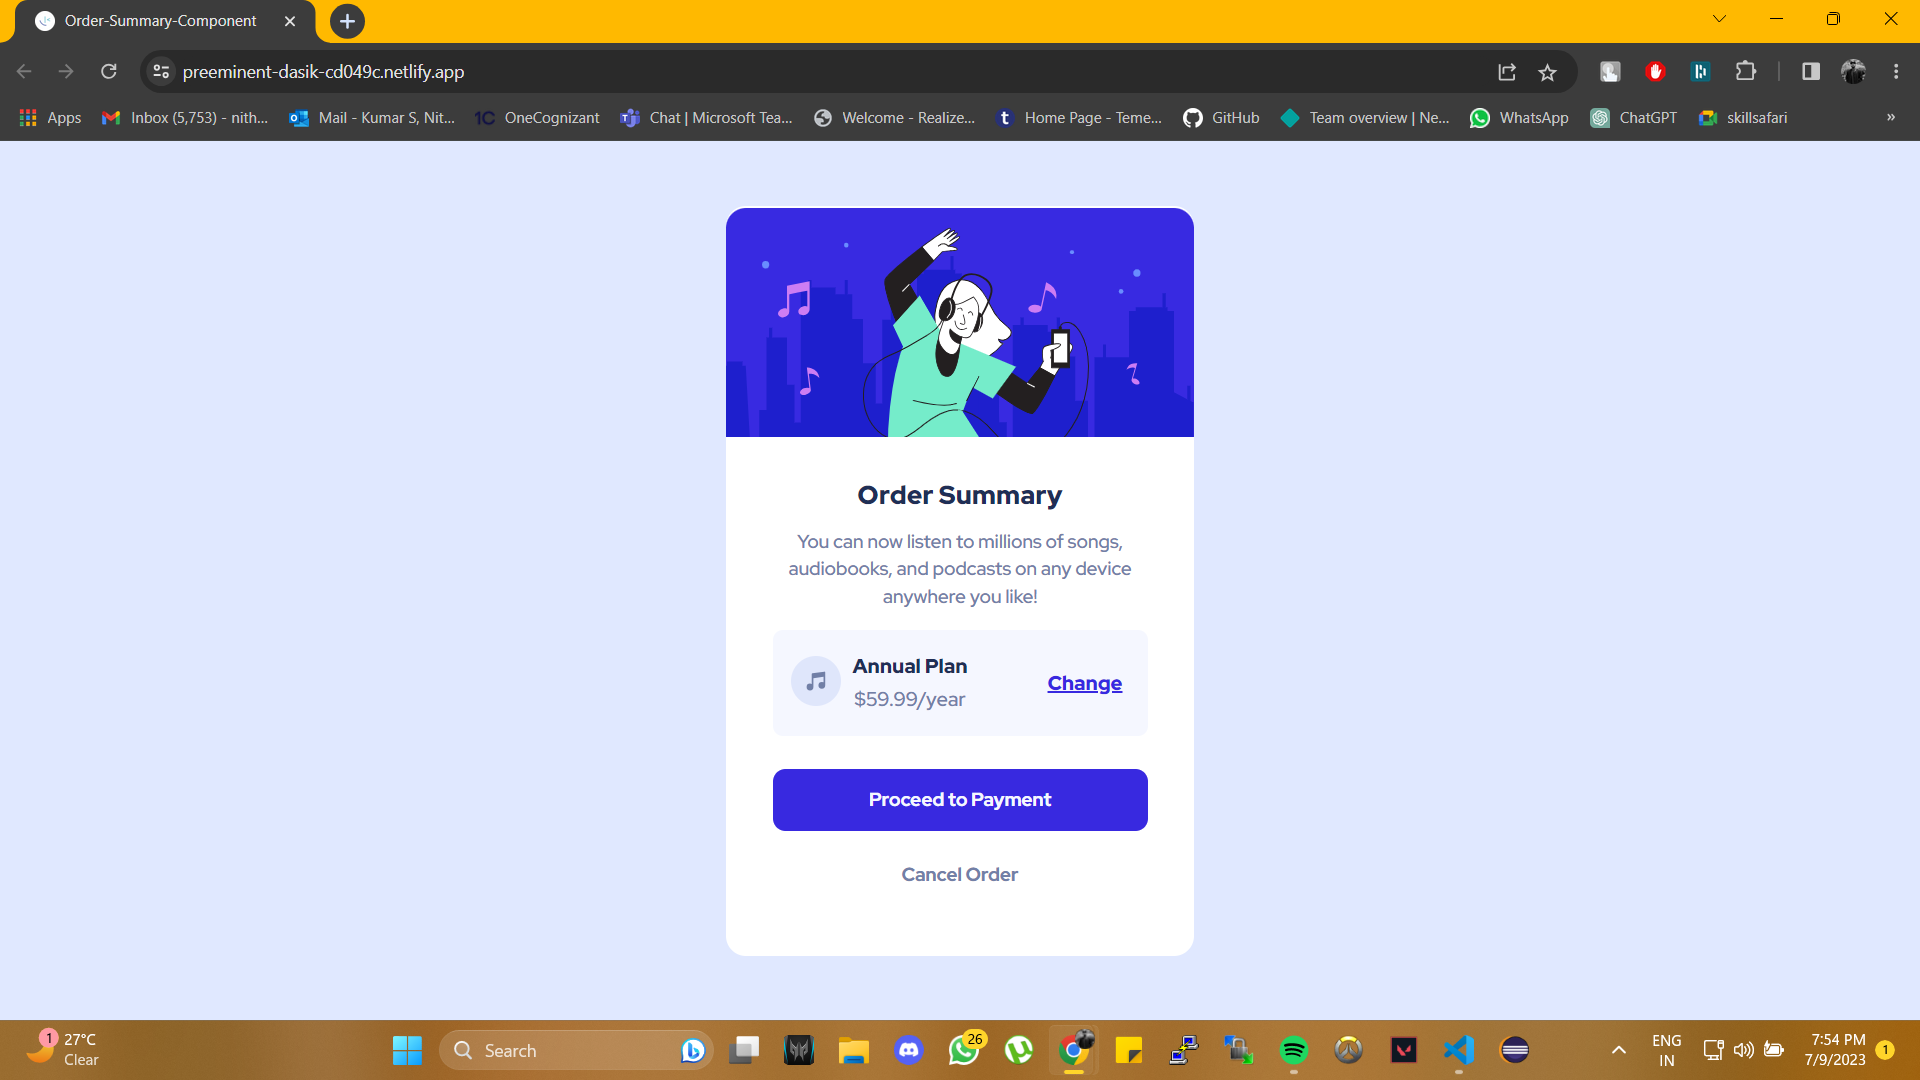 Order-Summary-Component
preeminent-dasik-cd049c.netlify.app
Apps
Inbox (5,753) - nith...
Mail - Kumar S, Nit...
1C OneCognizant
Chat | Microsoft Tea...
Welcome - Realize...
t Home Page - Teme...
GitHub
Team overview | Ne...
WhatsApp
ChatGPT
skillsafari
»
Order Summary
You can now listen to millions of songs,
audiobooks, and podcasts on any device
anywhere you like!
Annual Plan
$59.99/year
Change
Proceed to Payment
Cancel Order
1
27°C
Clear
Search
26
ENG
IN
7:54 PM
7/9/2023
1